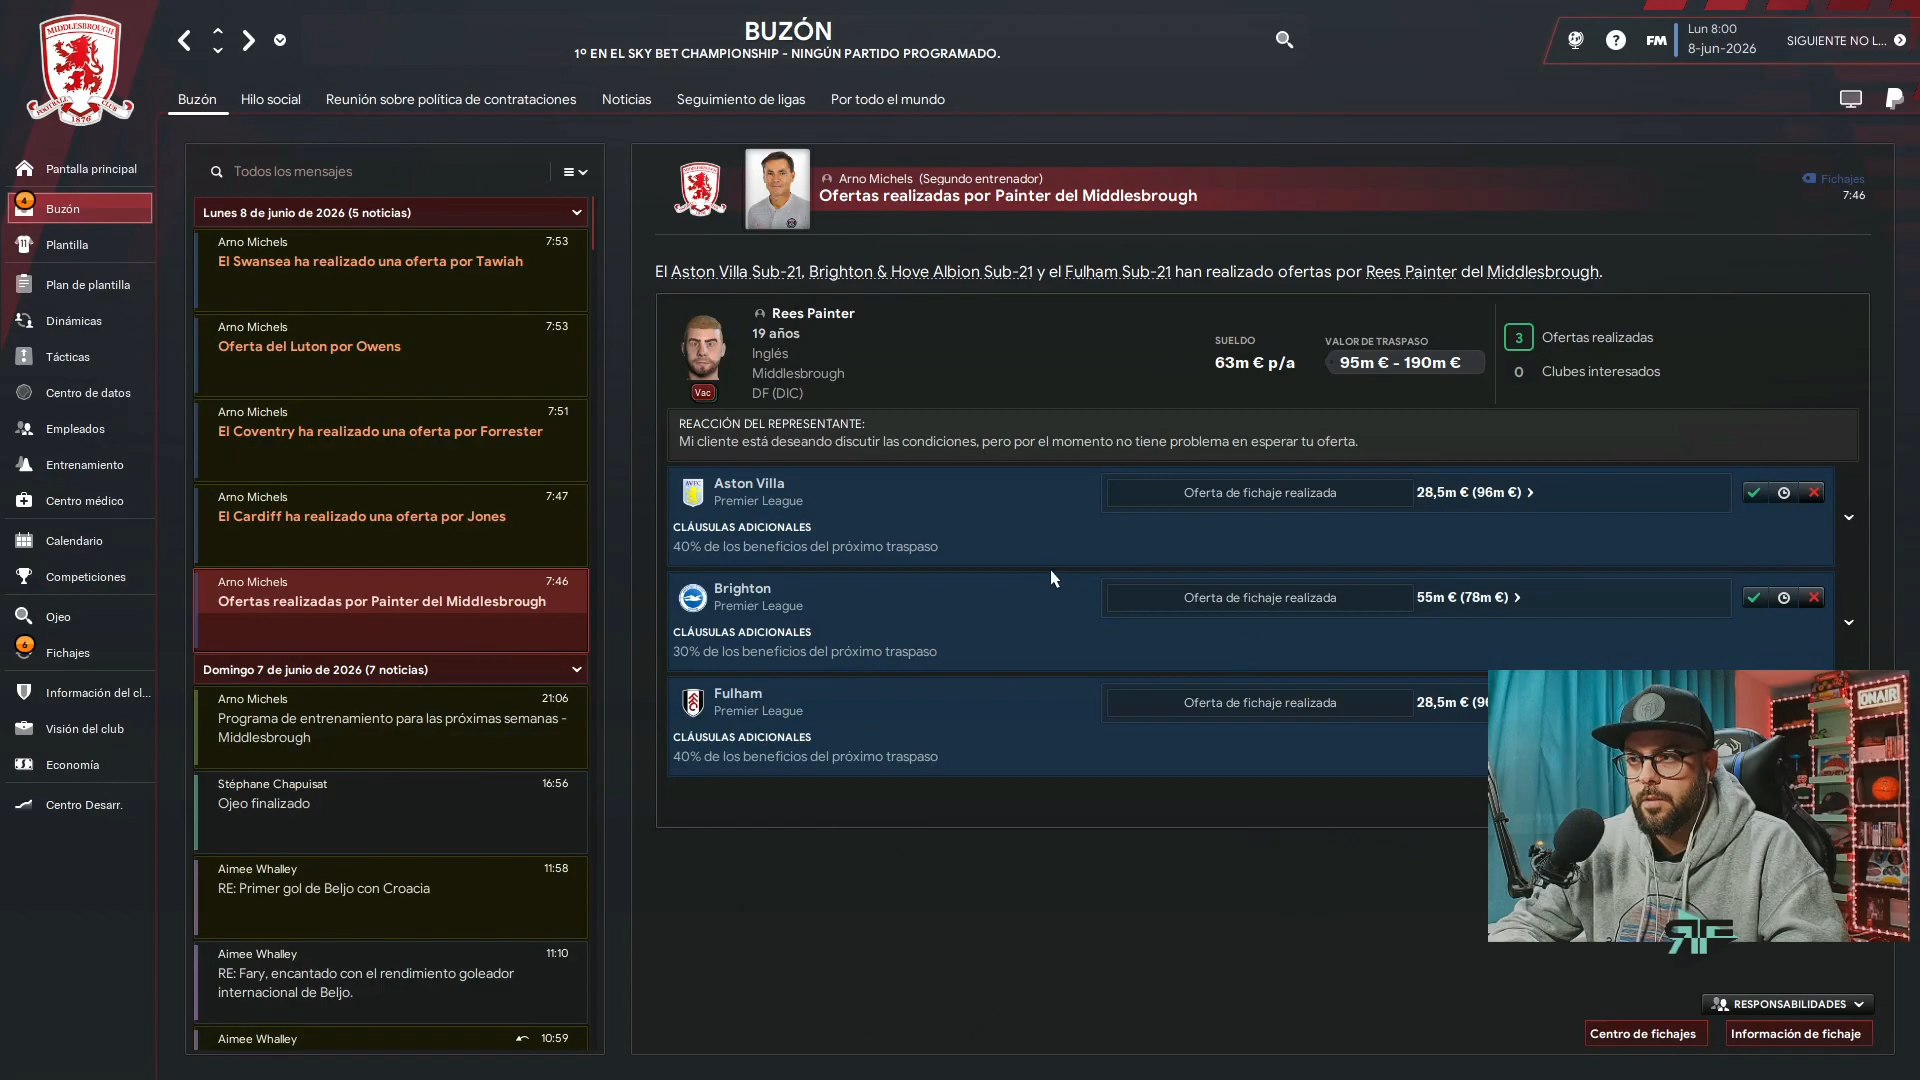 MIDDLESBROUGH
FOOTBALL CLUB
1876
BUZÓN
1º EN EL SKY BET CHAMPIONSHIP - NINGÚN PARTIDO PROGRAMADO.
?
FM
Lun 8:00
8-jun-2026
SIGUIENTE NO L...
Buzón
Hilo social
Reunión sobre política de contrataciones
Noticias
Seguimiento de ligas
Por todo el mundo
Pantalla principal
4
Buzón
11
Plantilla
Plan de plantilla
Dinámicas
Tácticas
Centro de datos
Empleados
Entrenamiento
Centro médico
Calendario
Competiciones
Ojeo
6
Fichajes
Información del cl...
Visión del club
Economía
Centro Desarr.
Todos los mensajes
Lunes 8 de junio de 2026 (5 noticias)
Arno Michels 7:53
El Swansea ha realizado una oferta por Tawiah
Arno Michels 7:53
Oferta del Luton por Owens
Arno Michels 7:51
El Coventry ha realizado una oferta por Forrester
Arno Michels 7:47
El Cardiff ha realizado una oferta por Jones
Arno Michels 7:46
Ofertas realizadas por Painter del Middlesbrough
Domingo 7 de junio de 2026 (7 noticias)
Arno Michels 21:06
Programa de entrenamiento para las próximas semanas -
Middlesbrough
Stéphane Chapuisat 16:56
Ojeo finalizado
Aimee Whalley 11:58
RE: Primer gol de Beljo con Croacia
Aimee Whalley 11:10
RE: Fary, encantado con el rendimiento goleador
internacional de Beljo.
Aimee Whalley 10:59
Arno Michels (Segundo entrenador)
Ofertas realizadas por Painter del Middlesbrough
Fichajes
7:46
El Aston Villa Sub-21, Brighton & Hove Albion Sub-21 y el Fulham Sub-21 han realizado ofertas por Rees Painter del Middlesbrough.
Rees Painter
19 años
Inglés
Middlesbrough
DF (DIC)
Vac
SUELDO
63m € p/a
VALOR DE TRASPASO
95m € - 190m €
3 Ofertas realizadas
0 Clubes interesados
REACCIÓN DEL REPRESENTANTE:
Mi cliente está deseando discutir las condiciones, pero por el momento no tiene problema en esperar tu oferta.
Aston Villa
Premier League
Oferta de fichaje realizada
28,5m € (96m €)
CLÁUSULAS ADICIONALES
40% de los beneficios del próximo traspaso
Brighton
Premier League
Oferta de fichaje realizada
55m € (78m €)
CLÁUSULAS ADICIONALES
30% de los beneficios del próximo traspaso
Fulham
Premier League
Oferta de fichaje realizada
28,5m € (96
CLÁUSULAS ADICIONALES
40% de los beneficios del próximo traspaso
ON AIR
RESPONSABILIDADES
Centro de fichajes
Información de fichaje